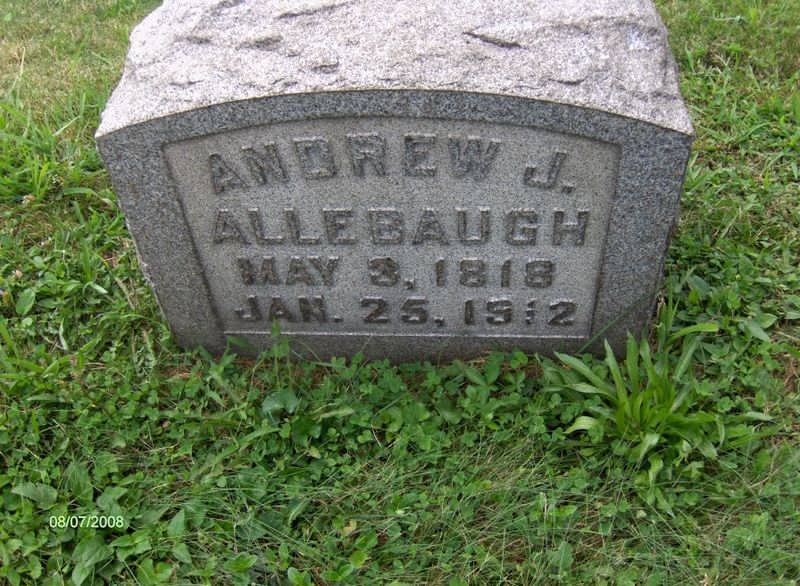 ANDREW J.
ALLEBAUGH
MAY 3, 1818
JAN. 25, 1912
08/07/2008